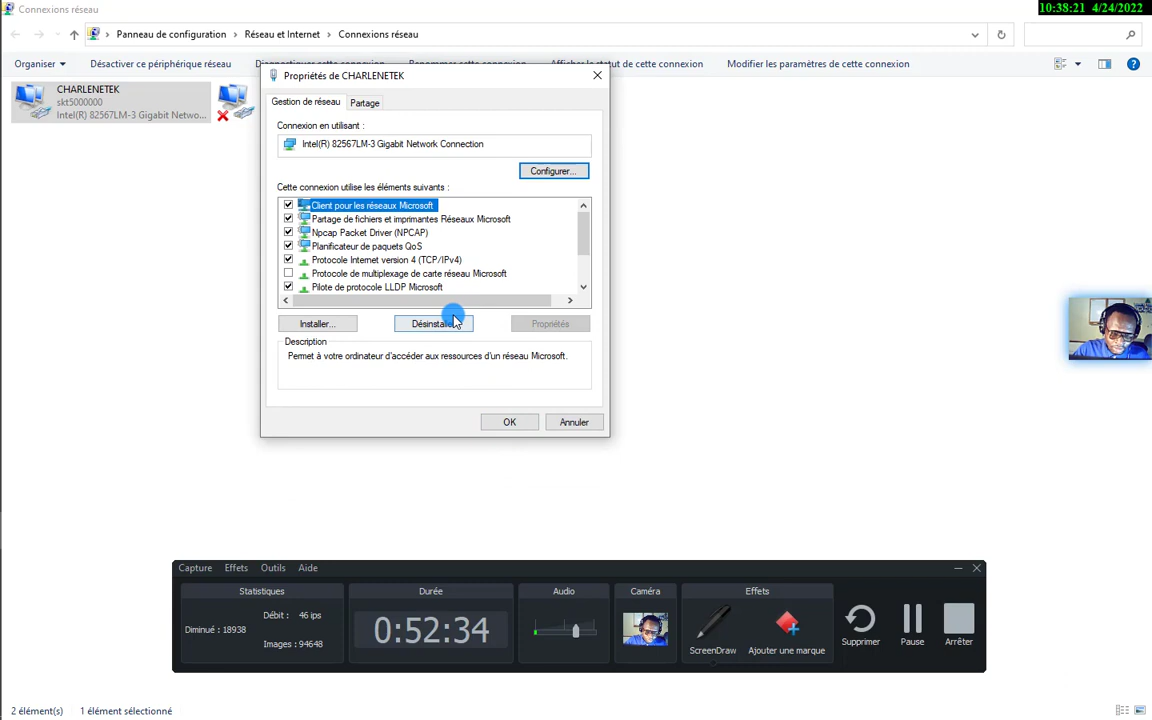 Connexions réseau
10:38:21 4/24/2022
Panneau de configuration › Réseau et Internet › Connexions réseau
Organiser
Désactiver ce périphérique réseau
de cette connexion
Modifier les paramètres de cette connexion
CHARLENETEK
skt5000000
Intel(R) 82567LM-3 Gigabit Netwo...
Propriétés de CHARLENETEK
Gestion de réseau
Partage
Connexion en utilisant :
Intel(R) 82567LM-3 Gigabit Network Connection
Configurer...
Cette connexion utilise les éléments suivants :
Client pour les réseaux Microsoft
Partage de fichiers et imprimantes Réseaux Microsoft
Npcap Packet Driver (NPCAP)
Planificateur de paquets QoS
Protocole Internet version 4 (TCP/IPv4)
Protocole de multiplexage de carte réseau Microsoft
Pilote de protocole LLDP Microsoft
Installer...
Propriétés
Description
Permet à votre ordinateur d'accéder aux ressources d'un réseau Microsoft.
OK
Annuler
Capture Effets Outils Aide
Statistiques
Débit : 46 ips
Diminué : 18938
Images : 94648
Durée
0:52:34
Audio
Caméra
Effets
ScreenDraw
Ajouter une marque
Supprimer
Pause
Arrêter
2 élément(s)
1 élément sélectionné